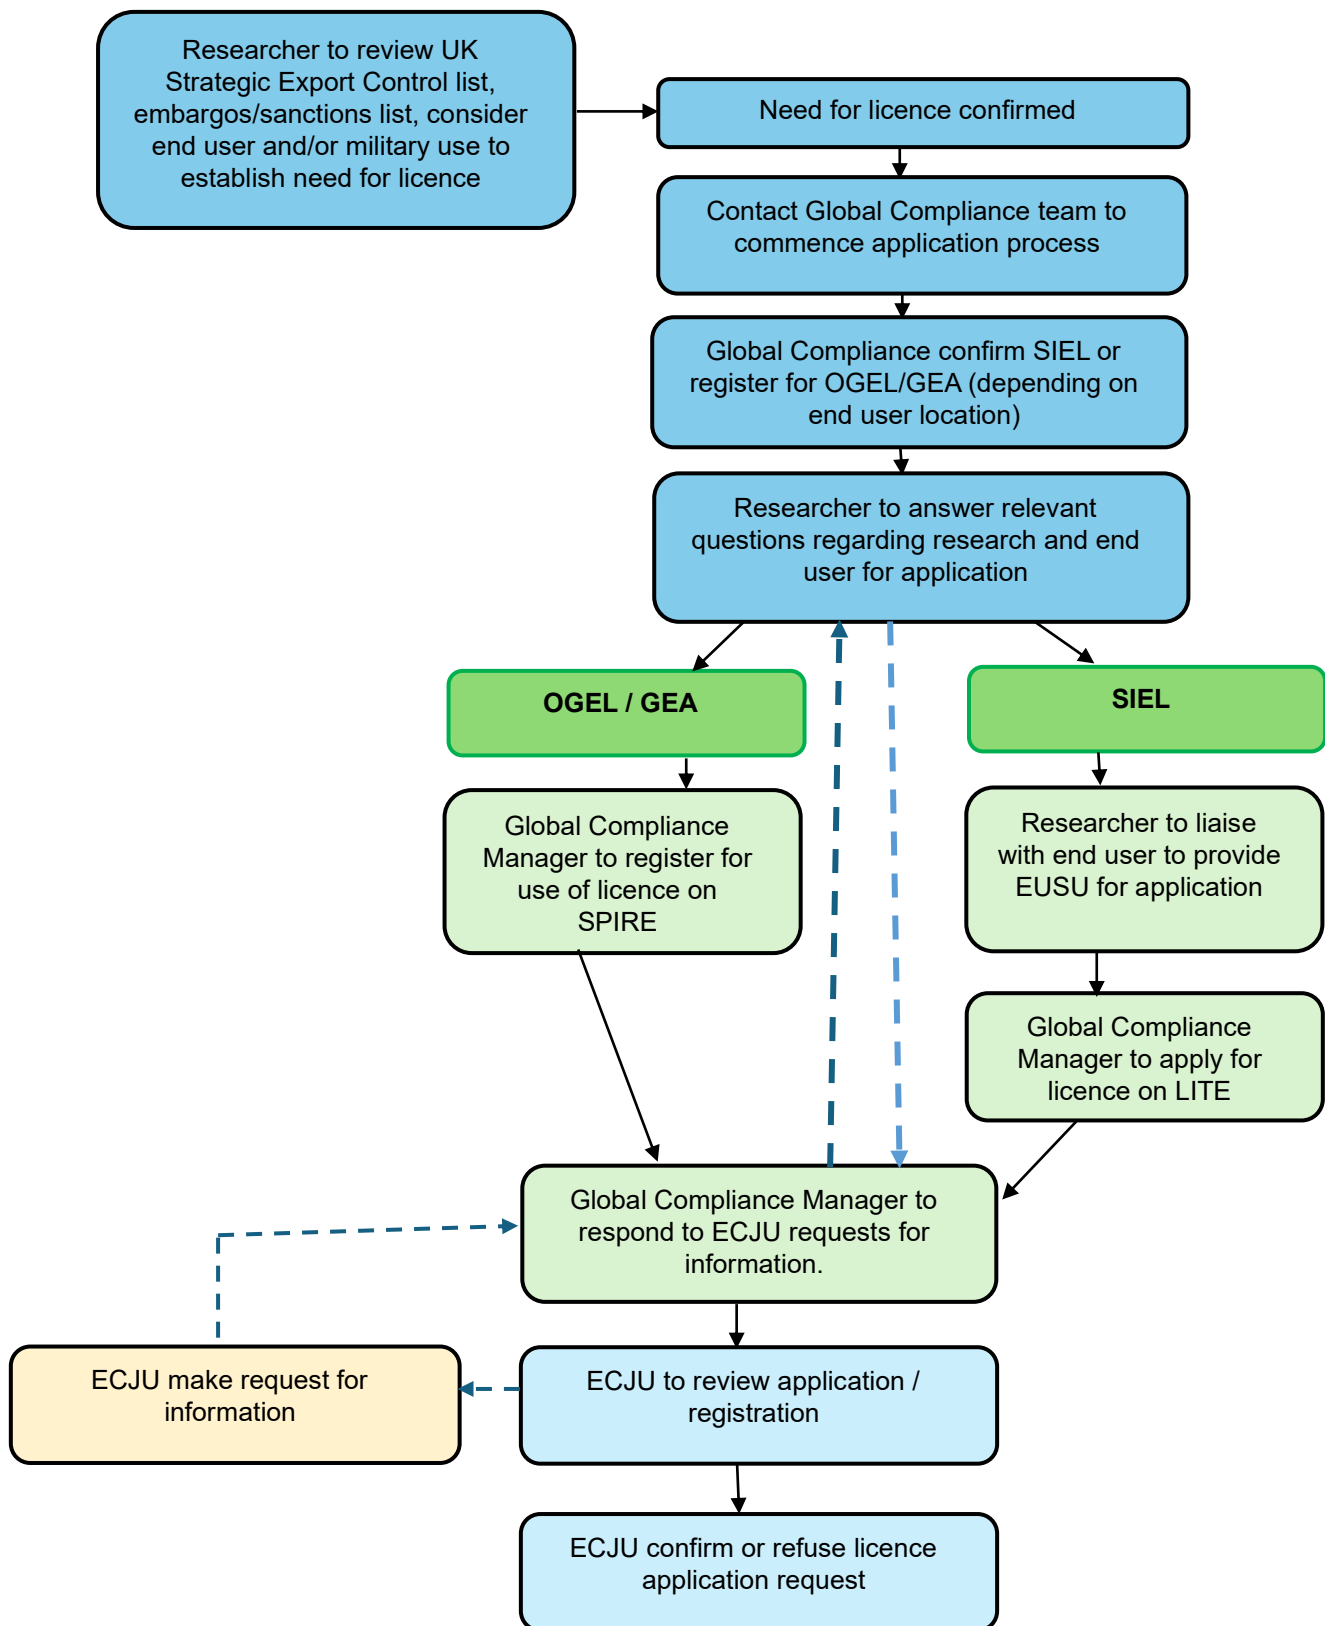 Researcher to review UK
Strategic Export Control list,
embargos/sanctions list, consider
end user and/or military use to
establish need for licence
Need for licence confirmed
Contact Global Compliance team to
commence application process
Global Compliance confirm SIEL or
register for OGEL/GEA (depending on
end user location)
Researcher to answer relevant
questions regarding research and end
user for application
OGEL / GEA
SIEL
Global Compliance
Manager to register for
use of licence on
SPIRE
Researcher to liaise
with end user to provide
EUSU for application
Global Compliance
Manager to apply for
licence on LITE
Global Compliance Manager to
respond to ECJU requests for
information.
ECJU make request for
information
ECJU to review application /
registration
ECJU confirm or refuse licence
application request